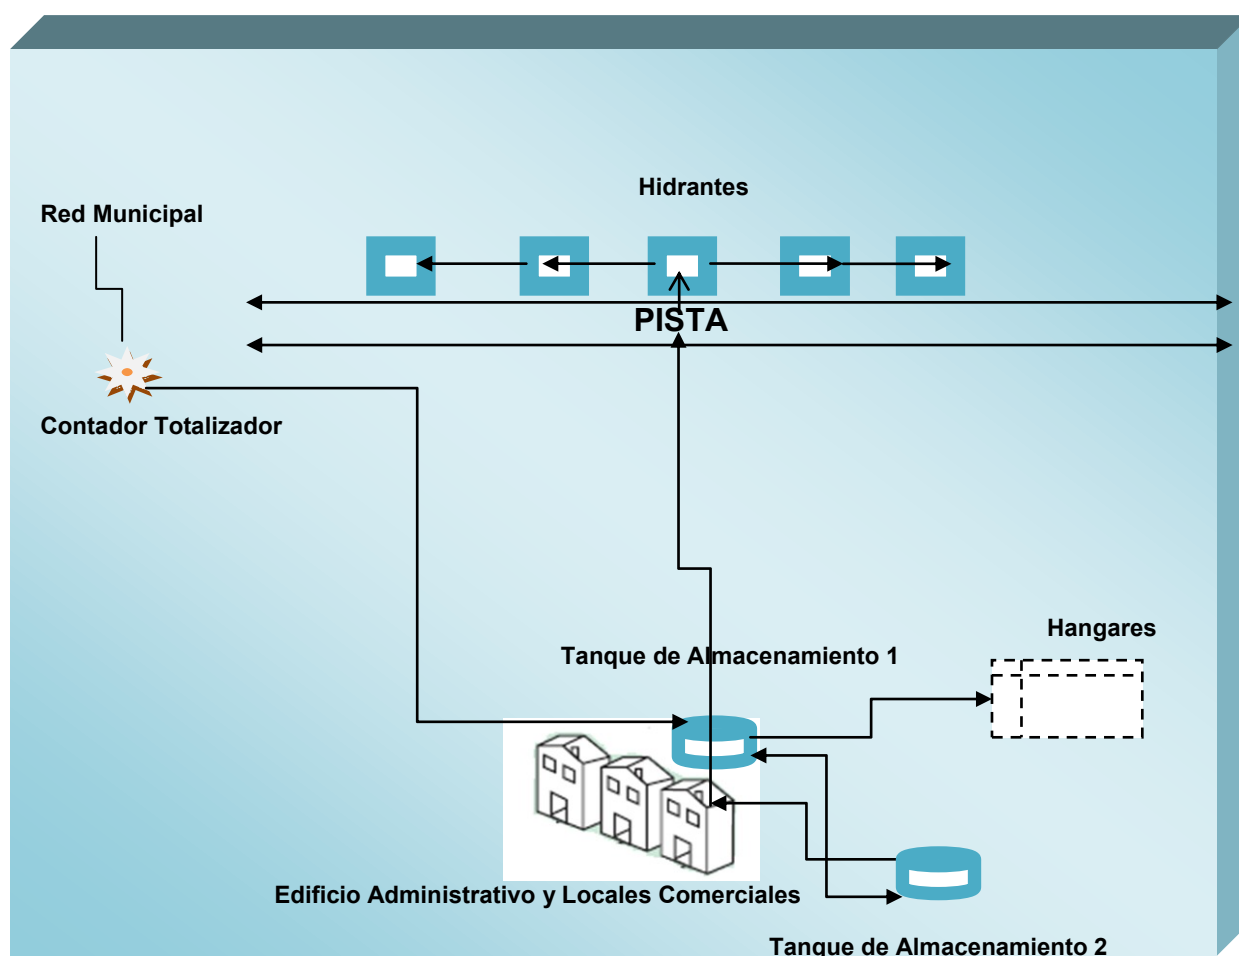 Hidrantes
Red Municipal
PISTA
Contador Totalizador
Hangares
Tanque de Almacenamiento 1
Edificio Administrativo y Locales Comerciales
Tanque de Almacenamiento 2